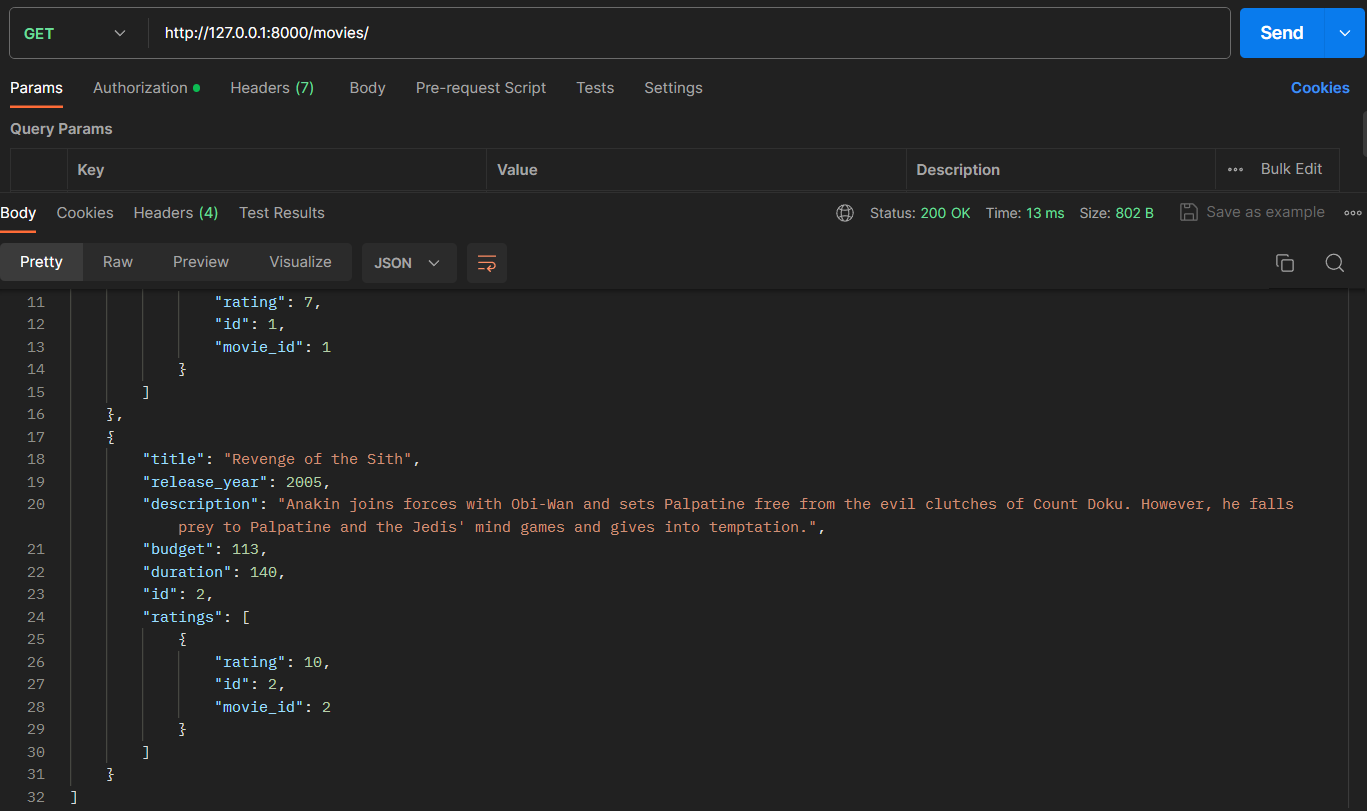 GET http://127.0.0.1:8000/movies/ Send
Params Authorization Headers (7) Body Pre-request Script Tests Settings Cookies
Query Params
Key Value Description ••• Bulk Edit
Body Cookies Headers (4) Test Results Status: 200 OK Time: 13 ms Size: 802 B Save as example •••
Pretty Raw Preview Visualize JSON
11 "rating": 7,
12 "id": 1,
13 "movie_id": 1
14 }
15 ]
16 },
17 {
18 "title": "Revenge of the Sith",
19 "release_year": 2005,
20 "description": "Anakin joins forces with Obi-Wan and sets Palpatine free from the evil clutches of Count Doku. However, he falls
prey to Palpatine and the Jedis' mind games and gives into temptation.",
21 "budget": 113,
22 "duration": 140,
23 "id": 2,
24 "ratings": [
25 {
26 "rating": 10,
27 "id": 2,
28 "movie_id": 2
29 }
30 ]
31 }
32 ]